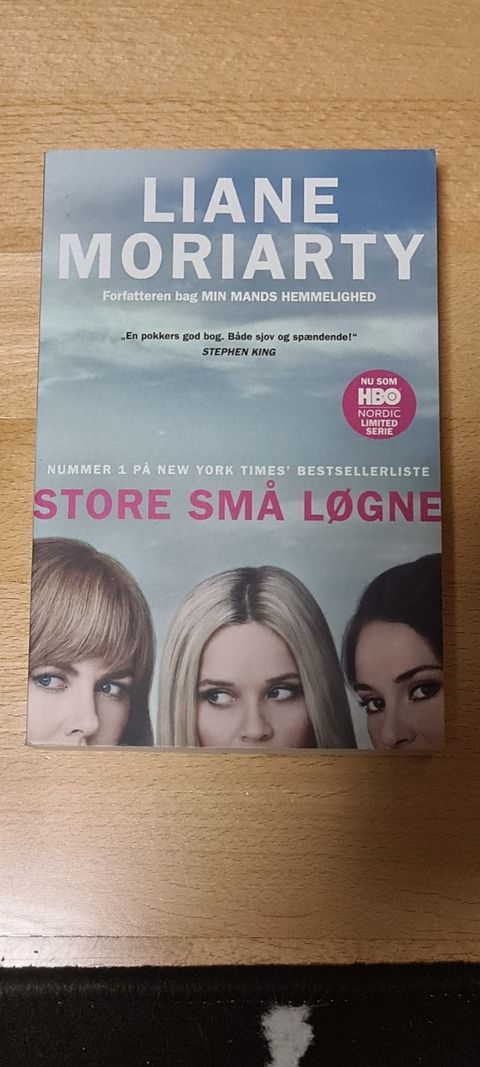 LIANE
MORIARTY
Forfatteren bag MIN MANDS HEMMELIGHED
„En pokkers god bog. Både sjov og spændende!“
STEPHEN KING
NU SOM
HBO
NORDIC
LIMITED
SERIE
NUMMER 1 PÅ NEW YORK TIMES' BESTSELLERLISTE
STORE SMÅ LØGNE